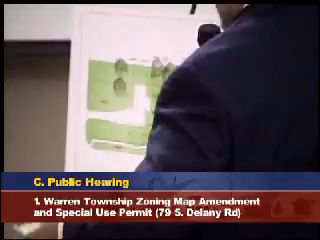 C. Public Hearing
1. Warren Township Zoning Map Amendment
and Special Use Permit (79 S. Delany Rd)